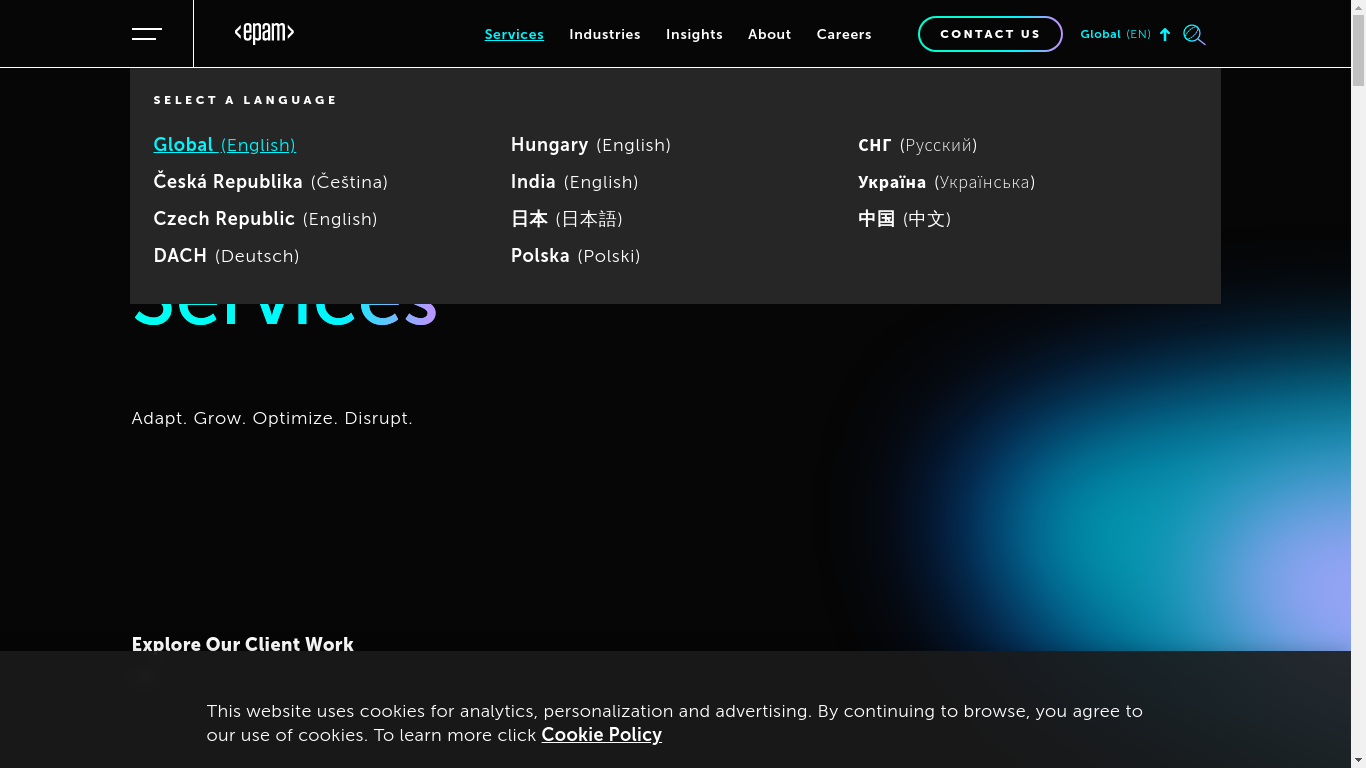 <epam>
Services
Industries
Insights
About
Careers
CONTACT US
Global (EN)
SELECT A LANGUAGE
Global (English)
Česká Republika (Čeština)
Czech Republic (English)
DACH (Deutsch)
Hungary (English)
India (English)
日本 (日本語)
Polska (Polski)
СНГ (Русский)
Україна (Українська)
中国 (中文)
Services
Adapt. Grow. Optimize. Disrupt.
Explore Our Client Work
This website uses cookies for analytics, personalization and advertising. By continuing to browse, you agree to
our use of cookies. To learn more click Cookie Policy